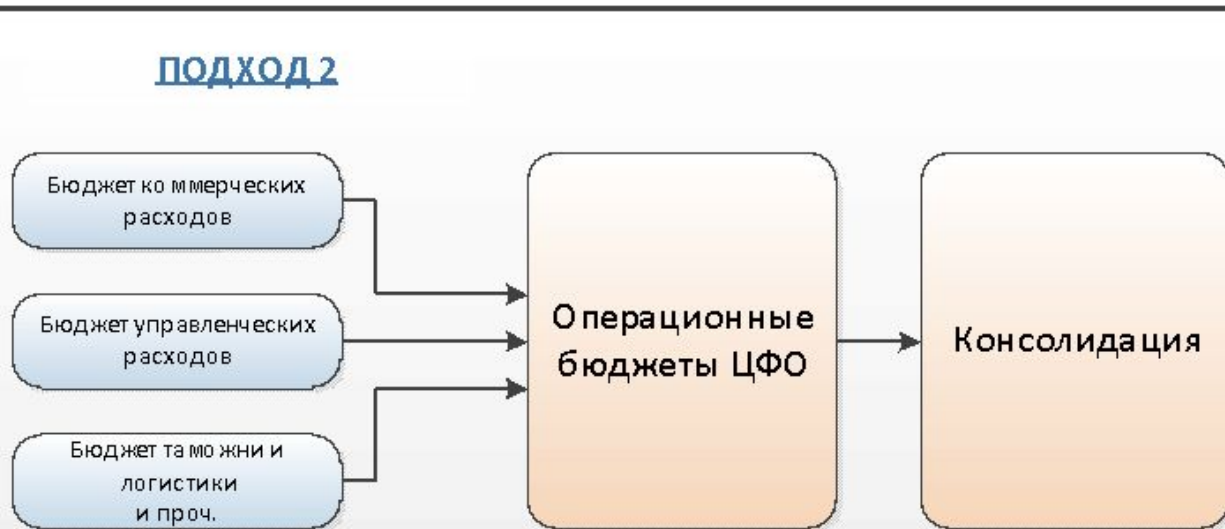 ПОДХОД 2
Бюджет коммерческих
расходов
Бюджет управленческих
расходов
Бюджет таможни и
логистики
и проч.
Операционные
бюджеты ЦФО
Консолидация